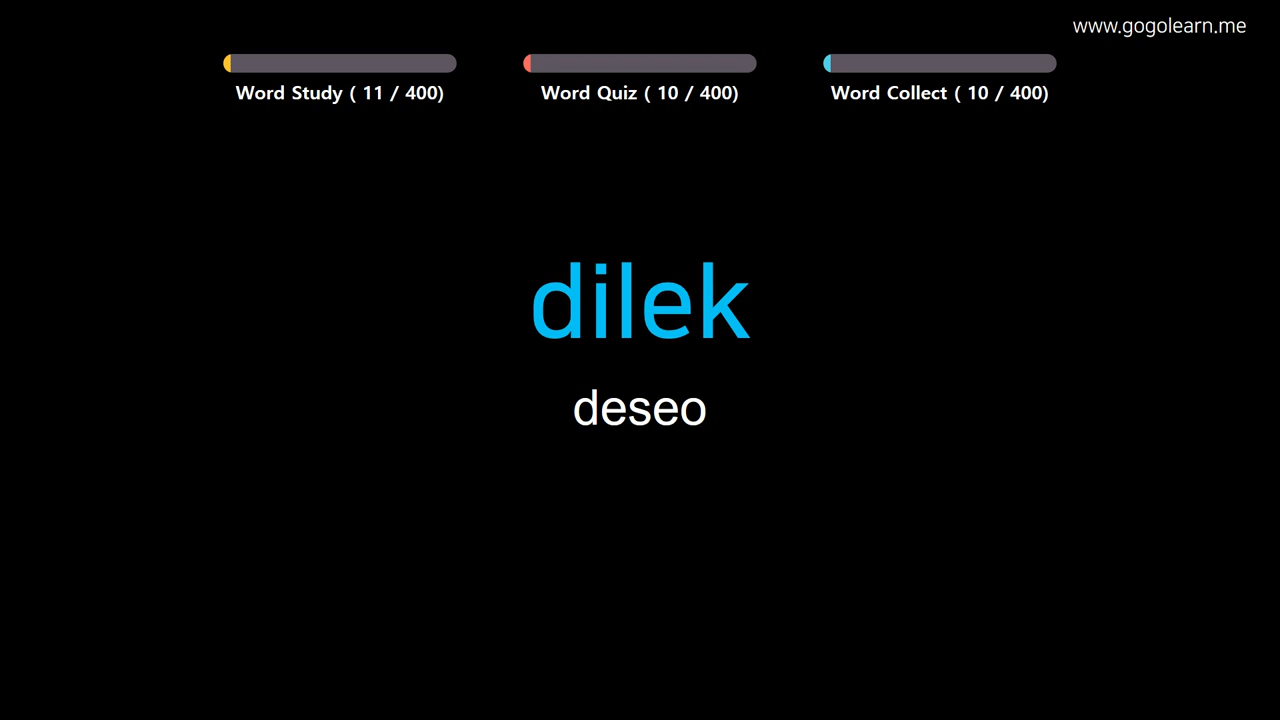 www.gogolearn.me
Word Study ( 11 / 400)
Word Quiz ( 10 / 400)
Word Collect ( 10 / 400)
dilek
deseo